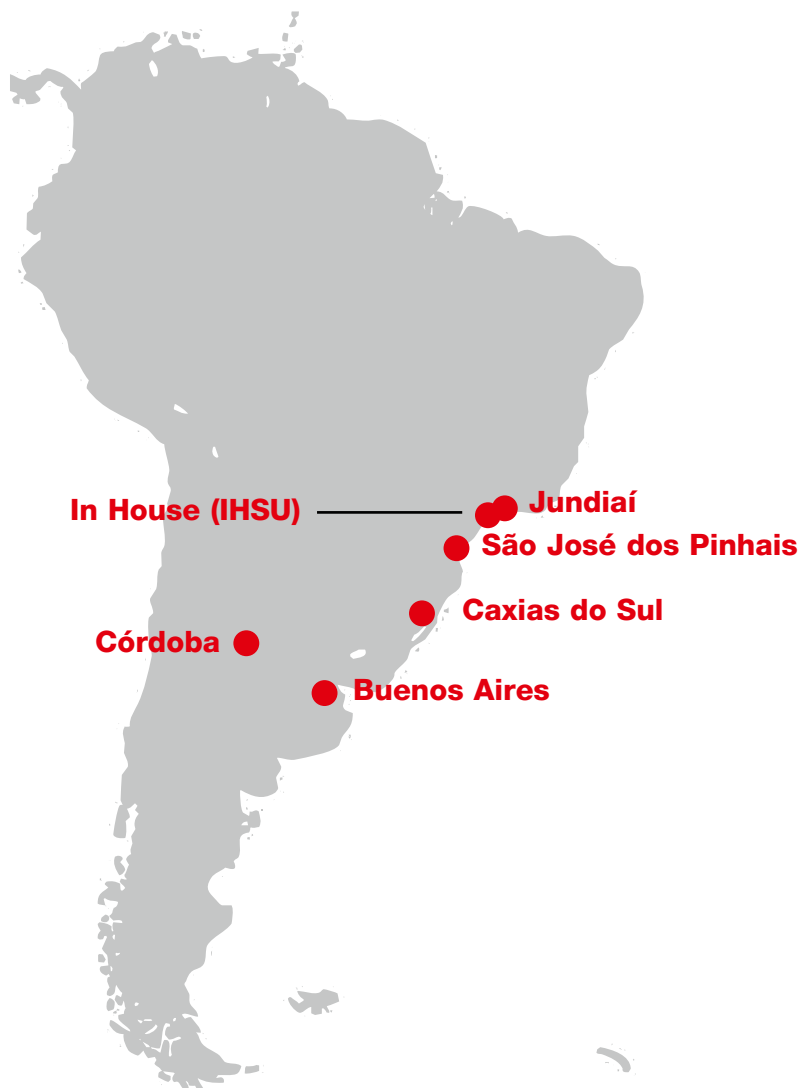 Jundiaí
In House (IHSU)
São José dos Pinhais
Caxias do Sul
Córdoba
Buenos Aires